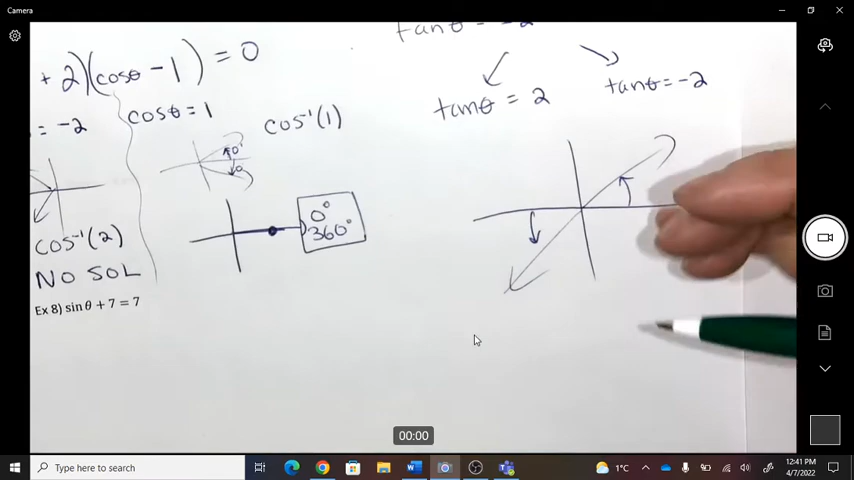 Camera
+ 2)(cosθ - 1) = 0
= -2
cosθ = 1
cos⁻¹(1)
0°
0°
0°
360°
cos⁻¹(2)
NO SOL
Ex 8) sin θ + 7 = 7
tanθ = -2
tanθ = 2
tanθ = -2
00:00
Type here to search
1°C
12:41 PM
4/7/2022